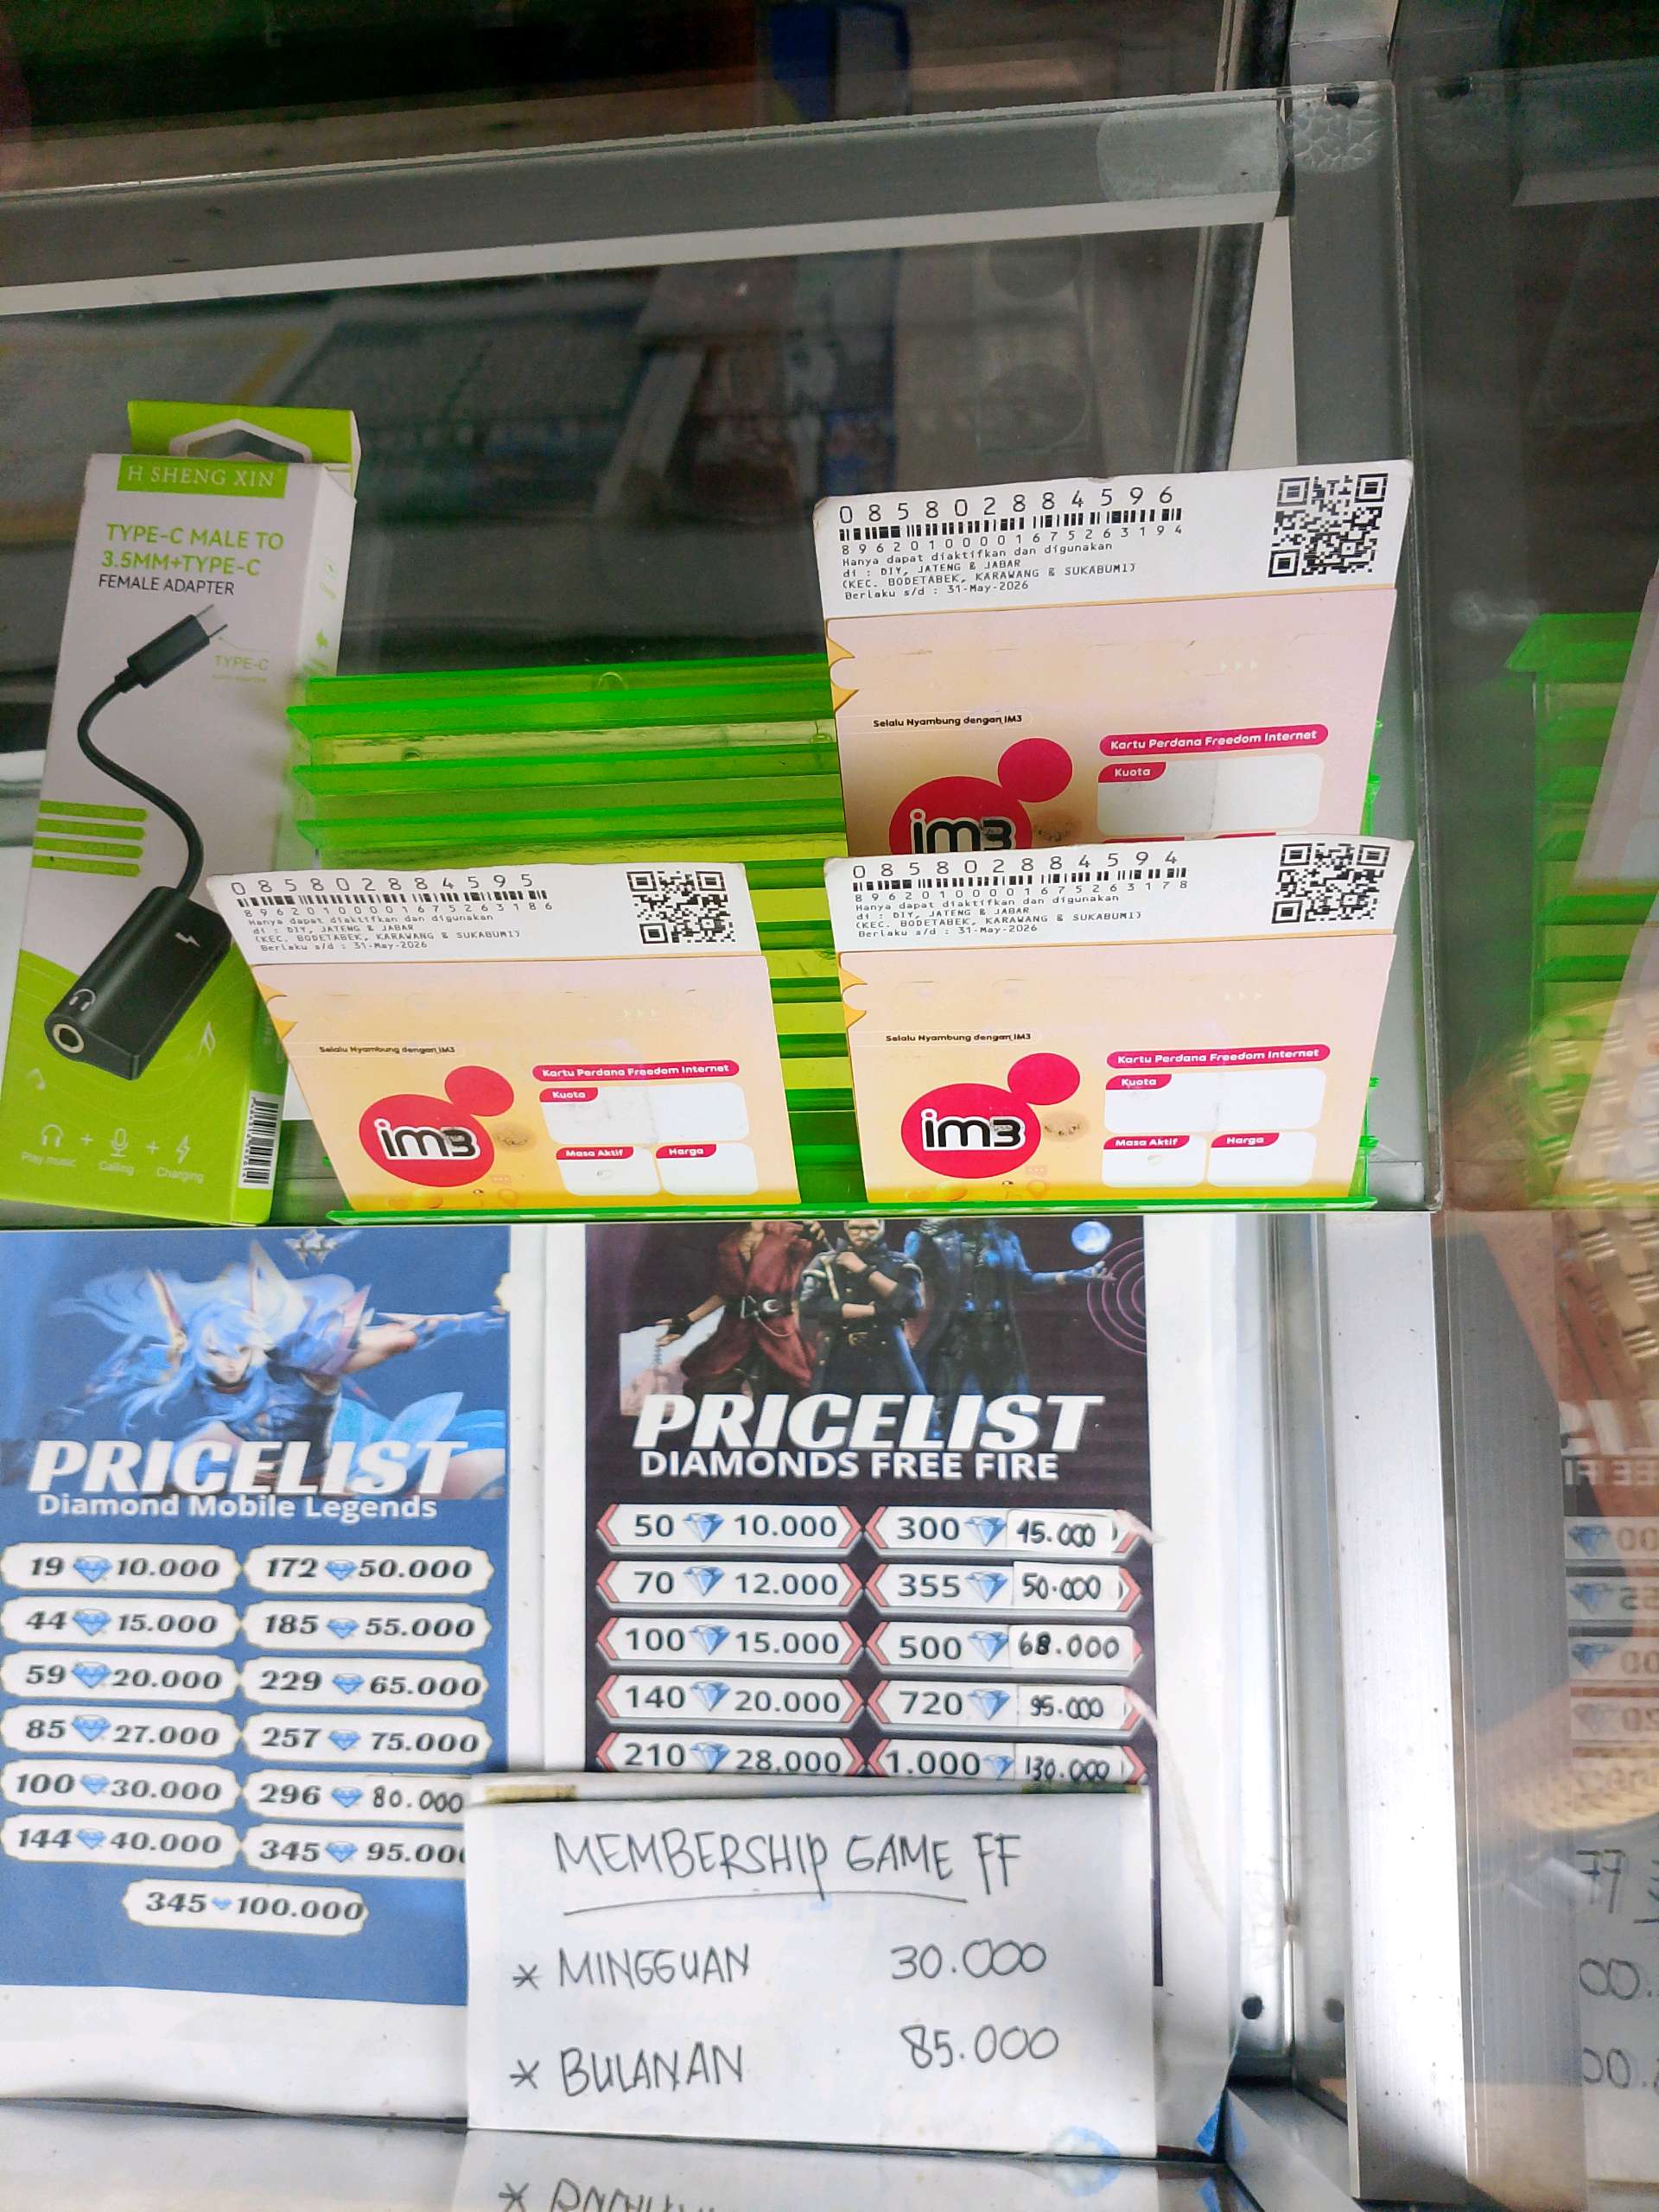 H SHENG XIN
TYPE-C MALE TO
3.5MM+TYPE-C
FEMALE ADAPTER
TYPE-C
Play music
Calling
Charging
085802884596
89620100001675263194
Hanya dapat diaktifkan dan digunakan
di : DIY, JATENG & JABAR
(KEC. BODETABEK, KARAWANG & SUKABUMI)
Berlaku s/d : 31-May-2026
Selalu Nyambung dengan IM3
Kartu Perdana Freedom Internet
Kuota
im3
085802884595
89620100001675263186
Hanya dapat diaktifkan dan digunakan
di : DIY, JATENG & JABAR
(KEC. BODETABEK, KARAWANG & SUKABUMI)
Berlaku s/d : 31-May-2026
Selalu Nyambung dengan IM3
Kartu Perdana Freedom Internet
Kuota
im3
Masa Aktif
Harga
085802884594
89620100001675263178
Hanya dapat diaktifkan dan digunakan
di : DIY, JATENG & JABAR
(KEC. BODETABEK, KARAWANG & SUKABUMI)
Berlaku s/d : 31-May-2026
Selalu Nyambung dengan IM3
Kartu Perdana Freedom Internet
Kuota
im3
Masa Aktif
Harga
PRICELIST
Diamond Mobile Legends
19 10.000 172 50.000
44 15.000 185 55.000
59 20.000 229 65.000
85 27.000 257 75.000
100 30.000 296 80.000
144 40.000 345 95.000
345 100.000
PRICELIST
DIAMONDS FREE FIRE
50 10.000 300 45.000
70 12.000 355 50.000
100 15.000 500 68.000
140 20.000 720 95.000
210 28.000 1.000 130.000
MEMBERSHIP GAME FF
* MINGGUAN 30.000
* BULANAN 85.000